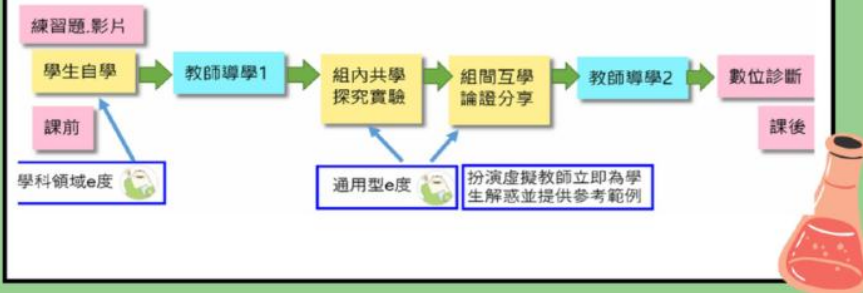 練習題.影片
學生自學
教師導學1
組內共學
探究實驗
組間互學
論證分享
教師導學2
數位診斷
課前
課後
學科領域e度
通用型e度
扮演虛擬教師立即為學
生解惑並提供參考範例